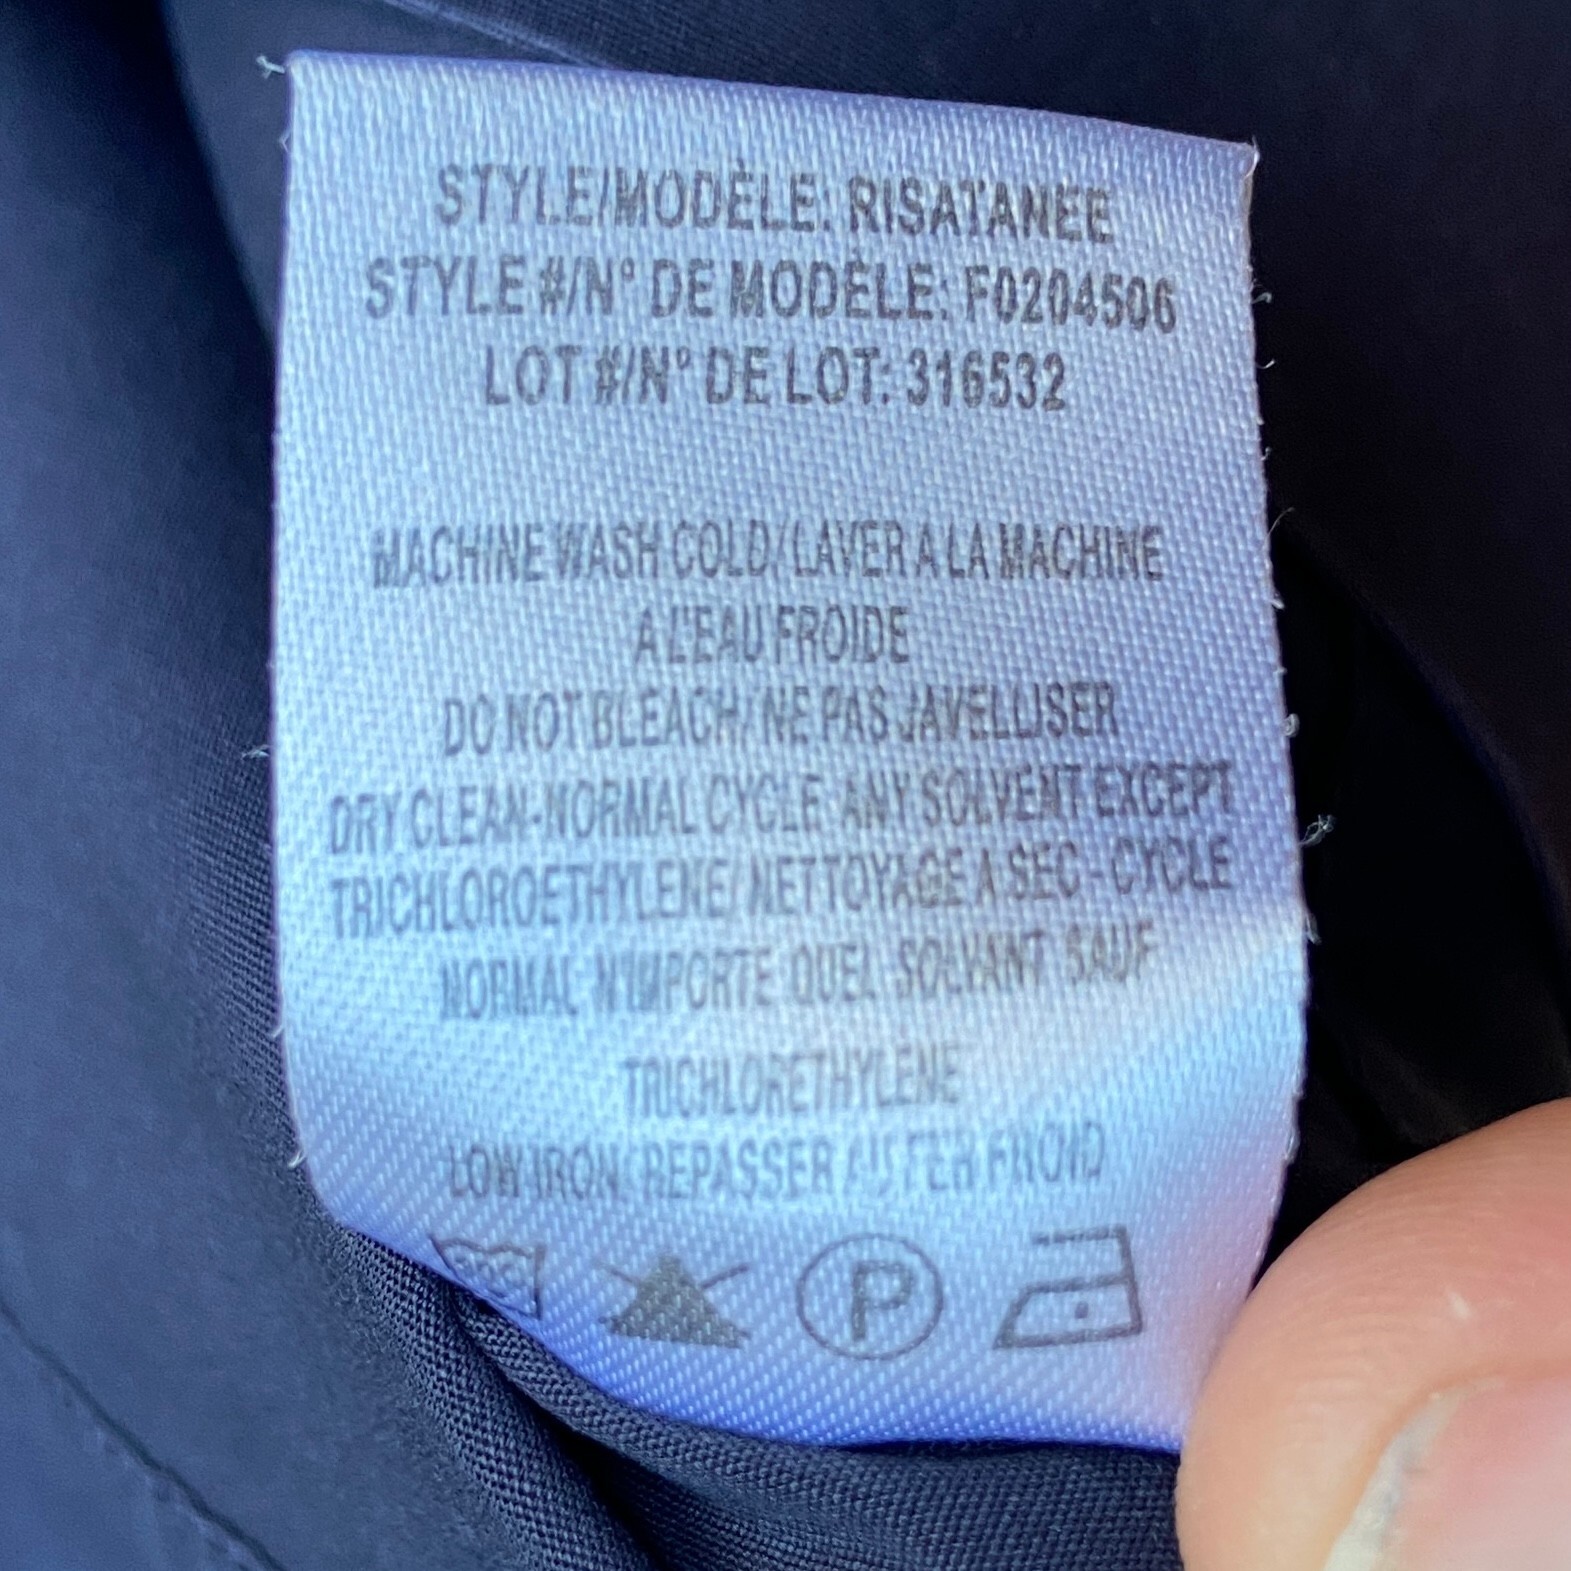 STYLE/MODÈLE: RISATANEE
STYLE #/N° DE MODÈLE: F0204506
LOT #/N° DE LOT: 316532
MACHINE WASH COLD/LAVER A LA MACHINE
A L'EAU FROIDE
DO NOT BLEACH/NE PAS JAVELLISER
DRY CLEAN-NORMAL CYCLE ANY SOLVENT EXCEPT
TRICHLOROETHYLENE/NETTOYAGE A SEC-CYCLE
NORMAL N'IMPORTE QUEL SOLVANT SAUF
TRICHLORETHYLENE
LOW IRON/REPASSER AU FER FROID
P